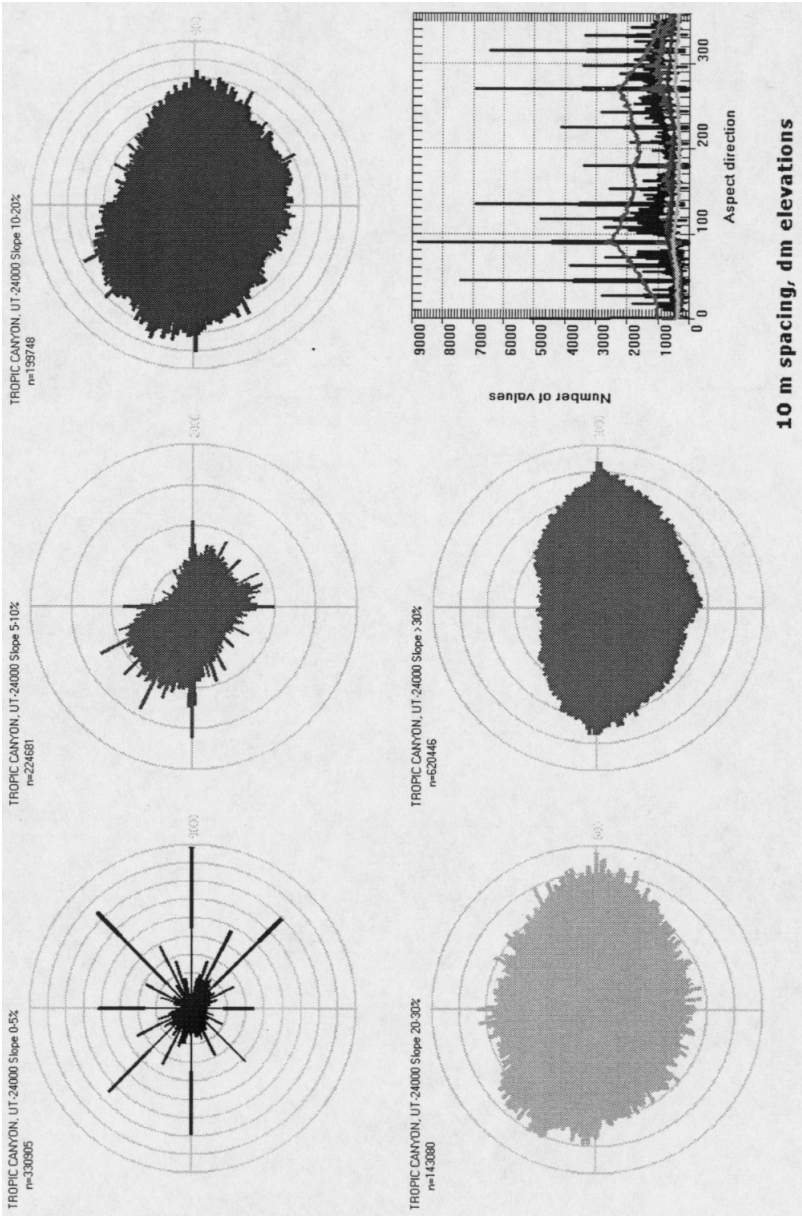 TROPIC CANYON, UT-24000 Slope 0-5%
n=330905
9000
TROPIC CANYON, UT-24000 Slope 5-10%
n=224681
2000
TROPIC CANYON, UT-24000 Slope 10-20%
n=199748
TROPIC CANYON, UT-24000 Slope 20-30%
n=143080
TROPIC CANYON, UT-24000 Slope >30%
n=620446
Number of values
9000
8000
7000
6000
5000
4000
3000
2000
1000
0
0
100
200
300
Aspect direction
10 m spacing, dm elevations